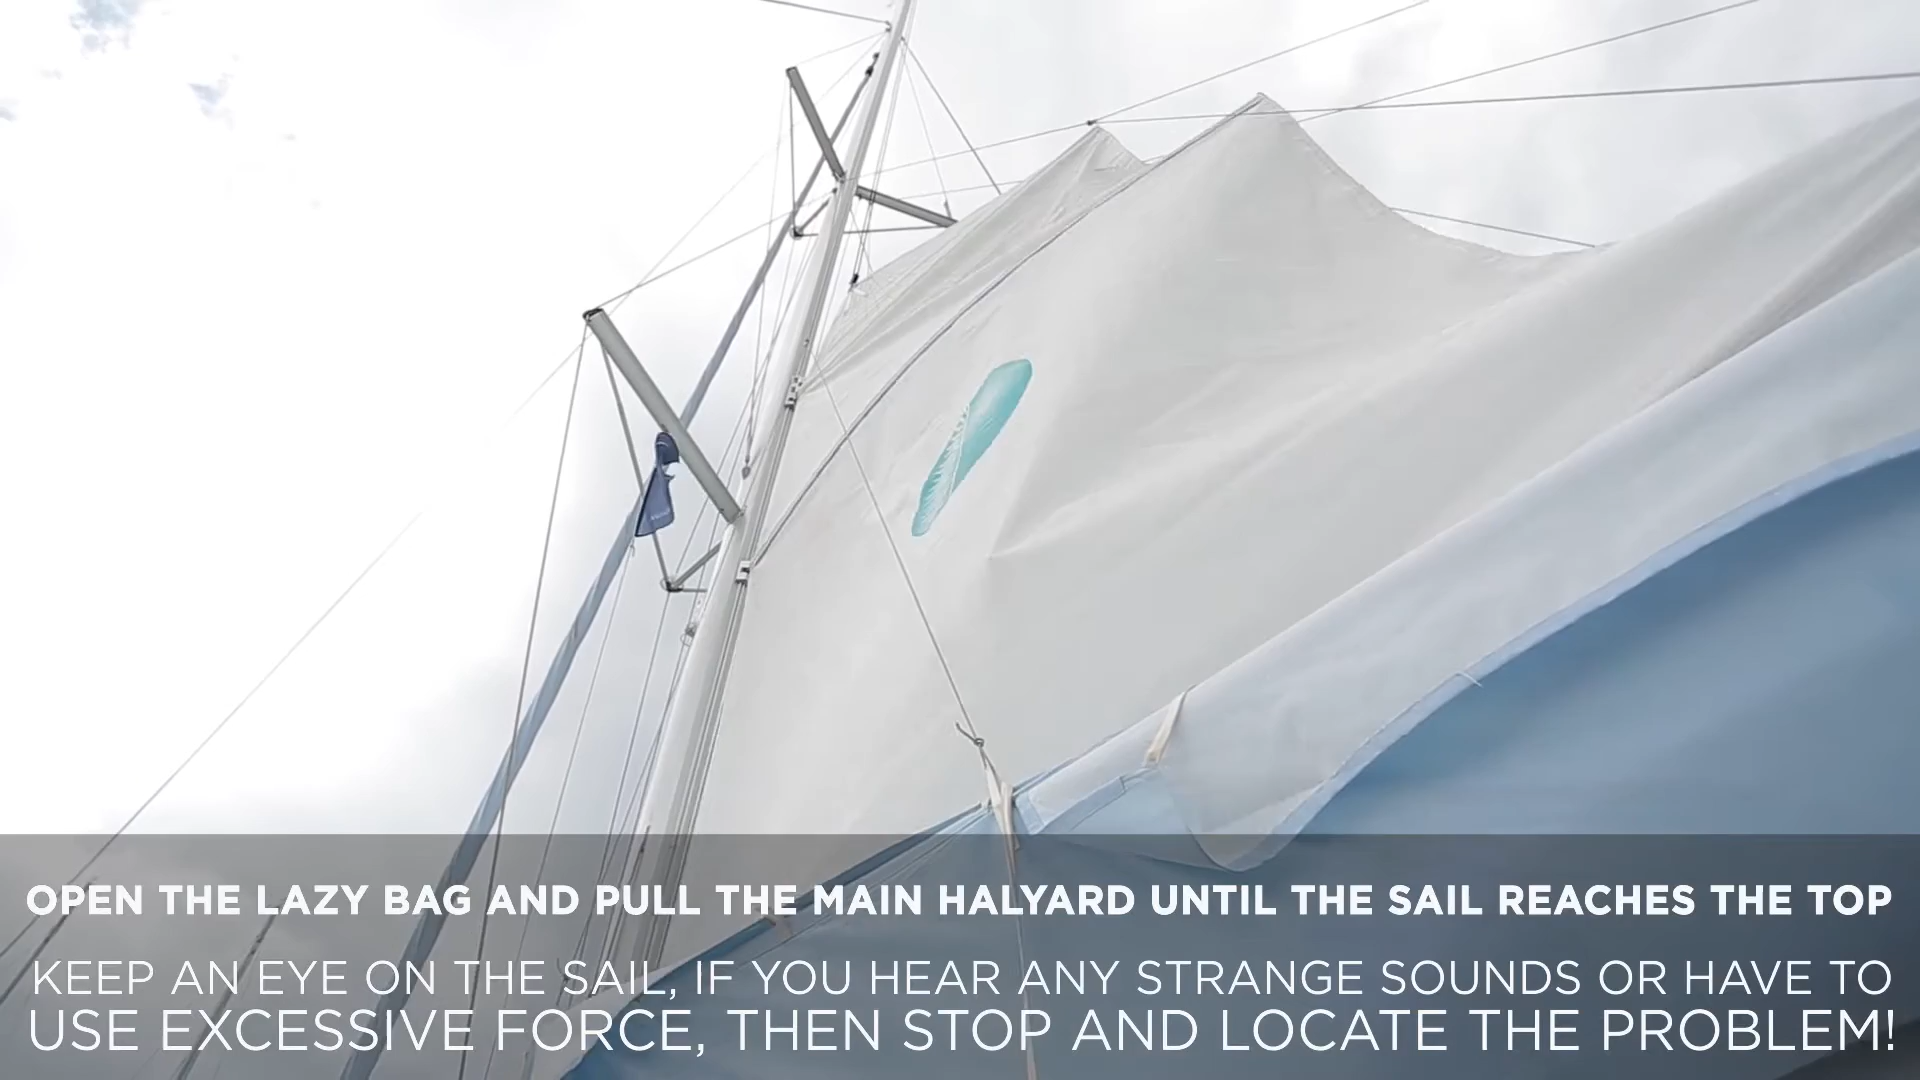 OPEN THE LAZY BAG AND PULL THE MAIN HALYARD UNTIL THE SAIL REACHES THE TOP
KEEP AN EYE ON THE SAIL, IF YOU HEAR ANY STRANGE SOUNDS OR HAVE TO
USE EXCESSIVE FORCE, THEN STOP AND LOCATE THE PROBLEM!